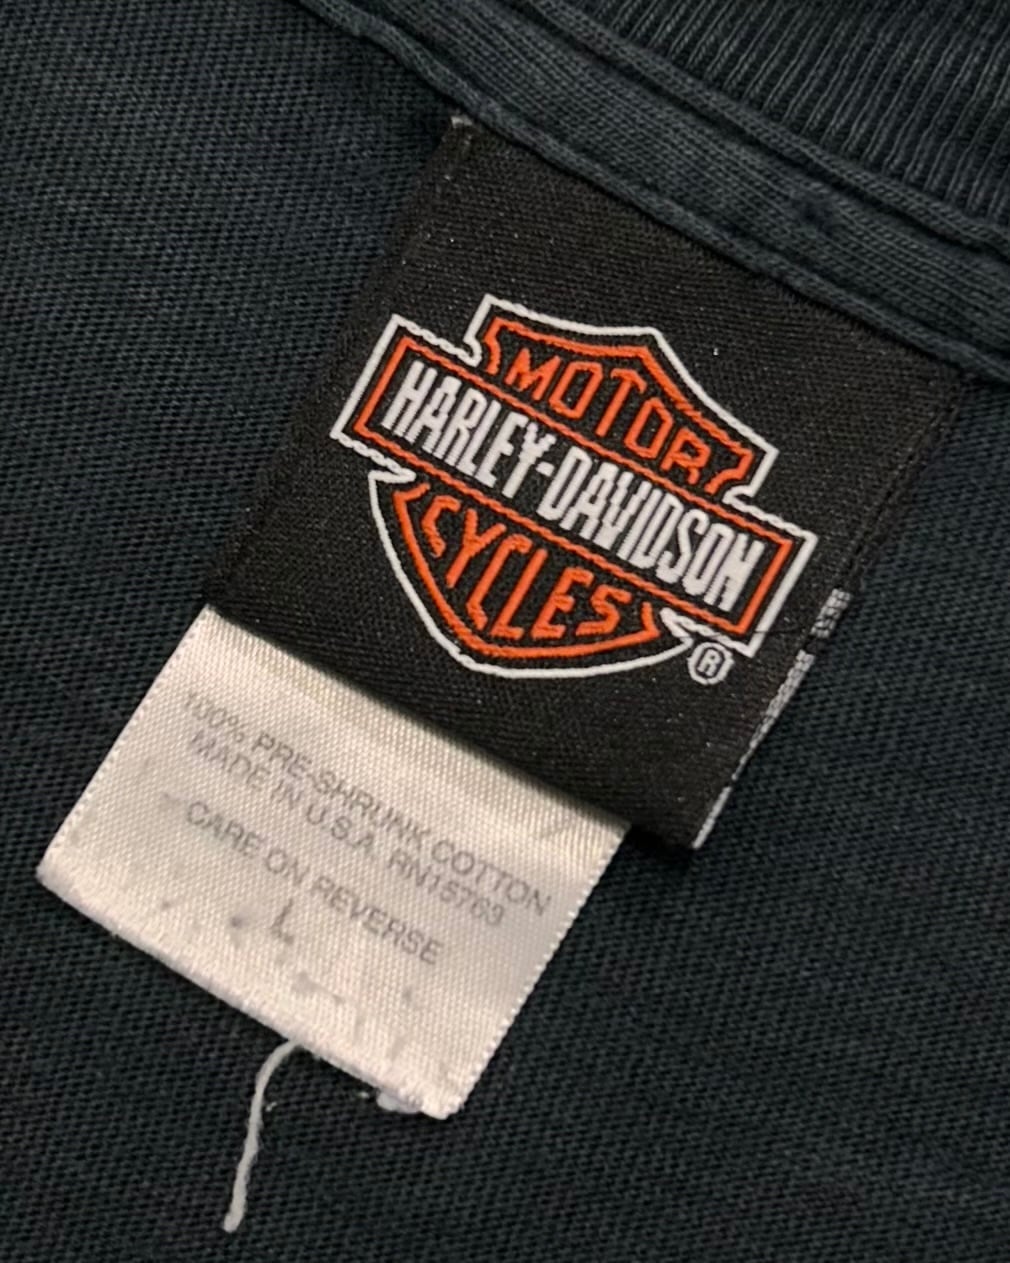 MOTOR
HARLEY-DAVIDSON
CYCLES
®
100% PRE-SHRUNK COTTON
MADE IN U.S.A. RN15763
CARE ON REVERSE
L